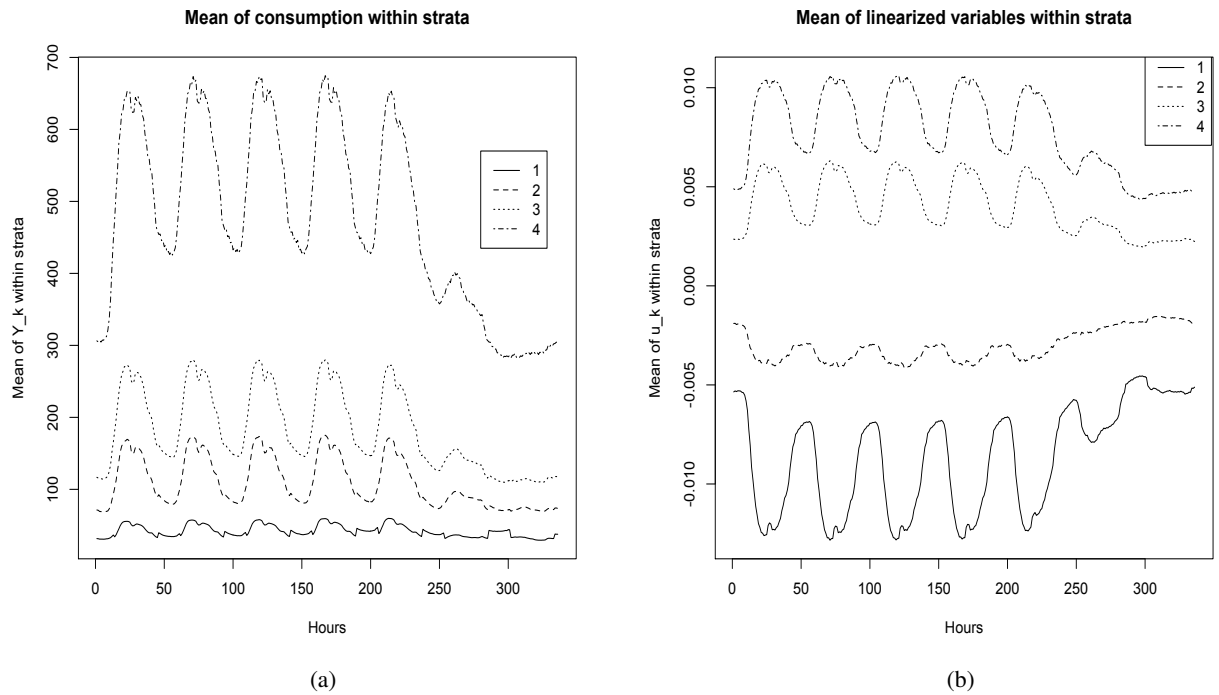 Mean of consumption within strata
Mean of Y_k within strata
700
600
500
400
300
200
100
1
2
3
4
0 50 100 150 200 250 300
Hours
(a)
Mean of linearized variables within strata
Mean of u_k within strata
0.010
0.005
0.000
-0.005
-0.010
1
2
3
4
0 50 100 150 200 250 300
Hours
(b)